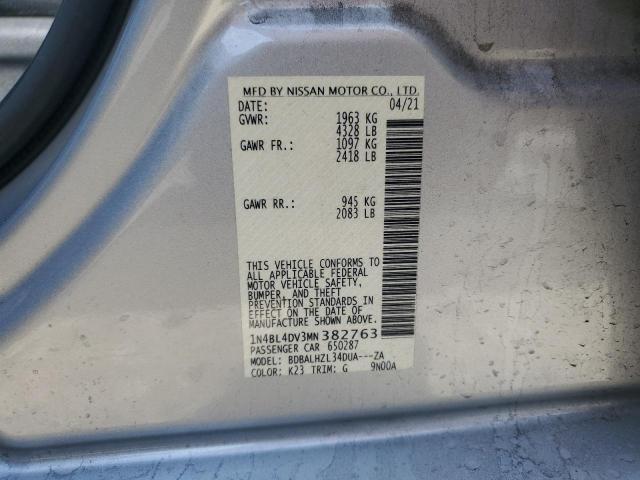 MFD BY NISSAN MOTOR CO., LTD.
DATE: 04/21
GVWR: 1963 KG
4328 LB
GAWR FR.: 1097 KG
2418 LB
GAWR RR.: 945 KG
2083 LB
THIS VEHICLE CONFORMS TO
ALL APPLICABLE FEDERAL
MOTOR VEHICLE SAFETY,
BUMPER, AND THEFT
PREVENTION STANDARDS IN
EFFECT ON THE DATE OF
MANUFACTURE SHOWN ABOVE.
1N4BL4DV3MN382763
PASSENGER CAR 650287
MODEL: BDBALHZL34DUA---ZA
COLOR: K23 TRIM: G 9N00A